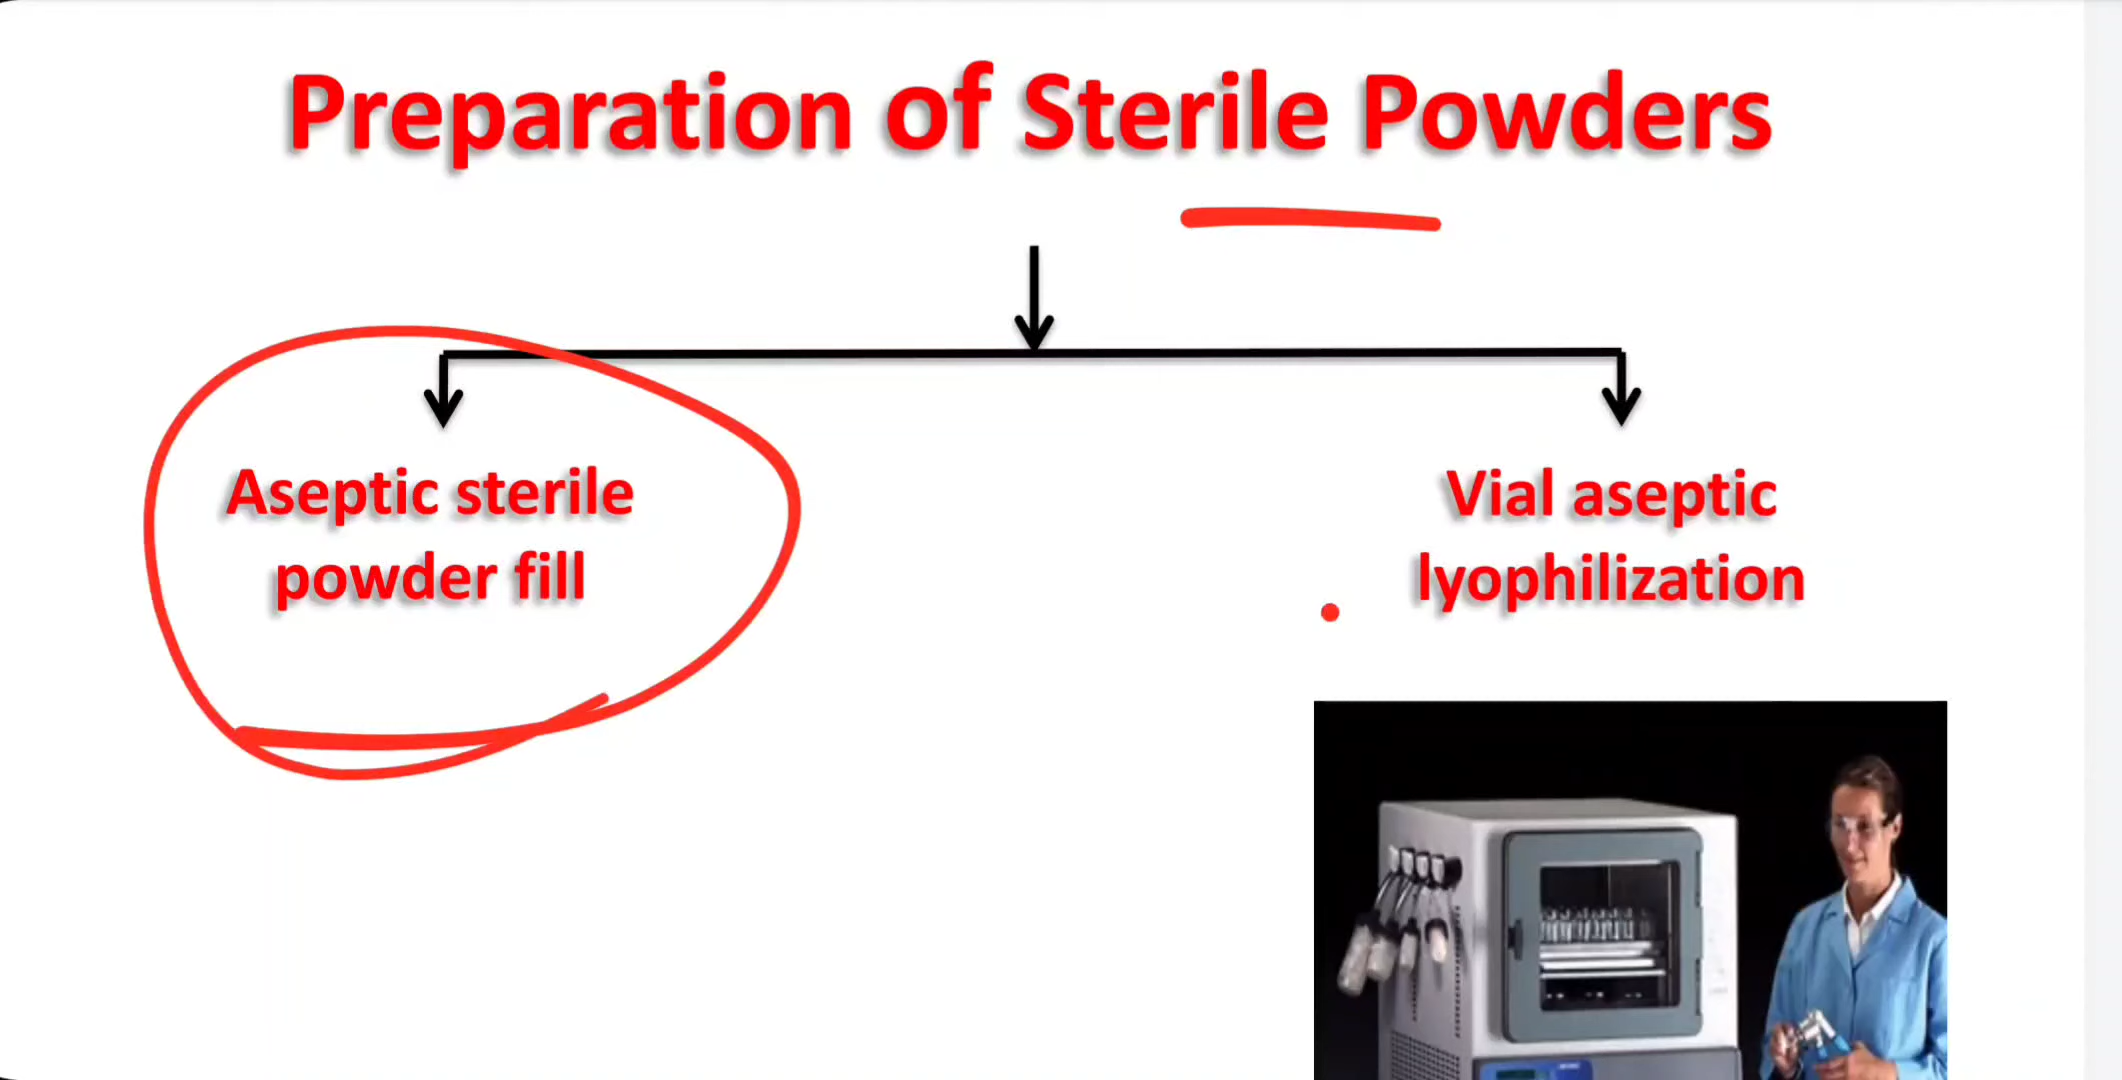 Preparation of Sterile Powders
Aseptic sterile
powder fill
Vial aseptic
lyophilization